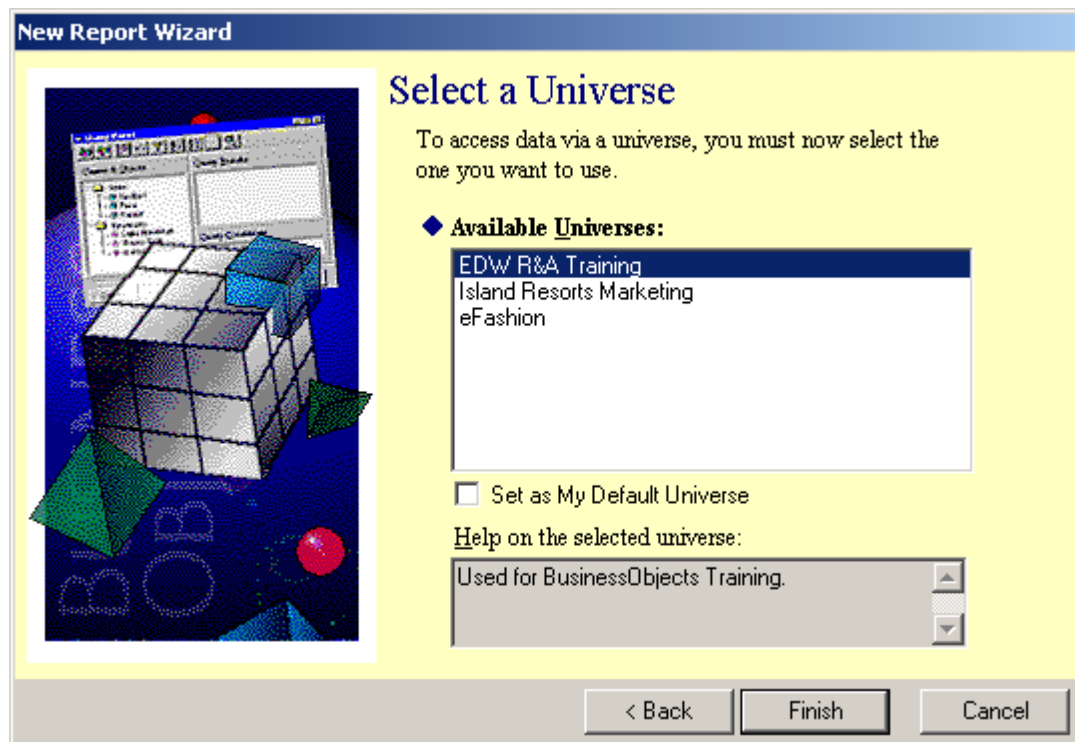 New Report Wizard
Select a Universe
To access data via a universe, you must now select the
one you want to use.
Available Universes:
EDW R&A Training
Island Resorts Marketing
eFashion
Set as My Default Universe
Help on the selected universe:
Used for BusinessObjects Training.
< Back
Finish
Cancel